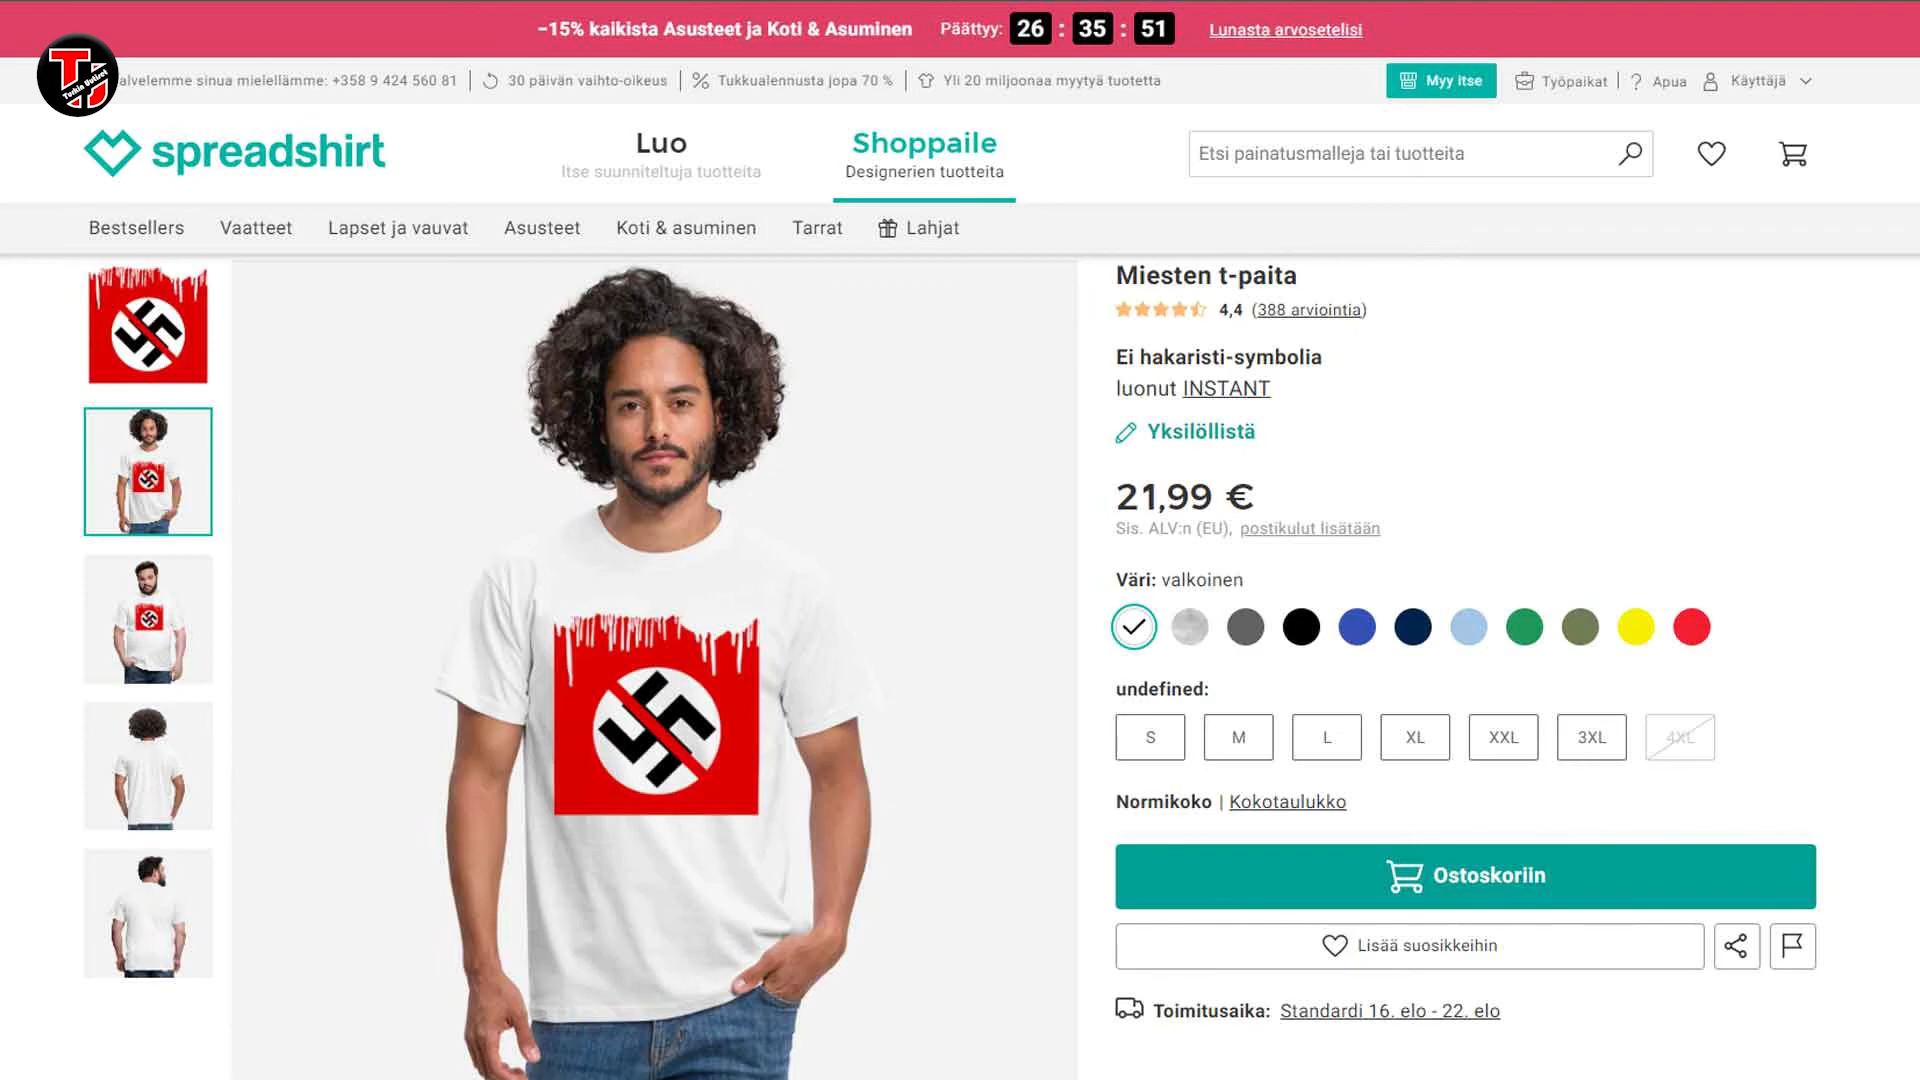 −15% kaikista Asusteet ja Koti & Asuminen Päättyy: 26 : 35 : 51 Lunasta arvosetelisi
TJ
Turkin Uutiset
alvelemme sinua mielellämme: +358 9 424 560 81 | 30 päivän vaihto-oikeus | Tukkualennusta jopa 70 % | Yli 20 miljoonaa myytyä tuotetta
Myy itse Työpaikat | Apua Käyttäjä
spreadshirt
Luo
Itse suunniteltuja tuotteita
Shoppaile
Designerien tuotteita
Etsi painatusmalleja tai tuotteita
Bestsellers Vaatteet Lapset ja vauvat Asusteet Koti & asuminen Tarrat Lahjat
Miesten t-paita
4,4 (388 arviointia)
Ei hakaristi-symbolia
luonut INSTANT
Yksilöllistä
21,99 €
Sis. ALV:n (EU), postikulut lisätään
Väri: valkoinen
undefined:
S M L XL XXL 3XL 4XL
Normikoko | Kokotaulukko
Ostoskoriin
Lisää suosikkeihin
Toimitusaika: Standardi 16. elo - 22. elo